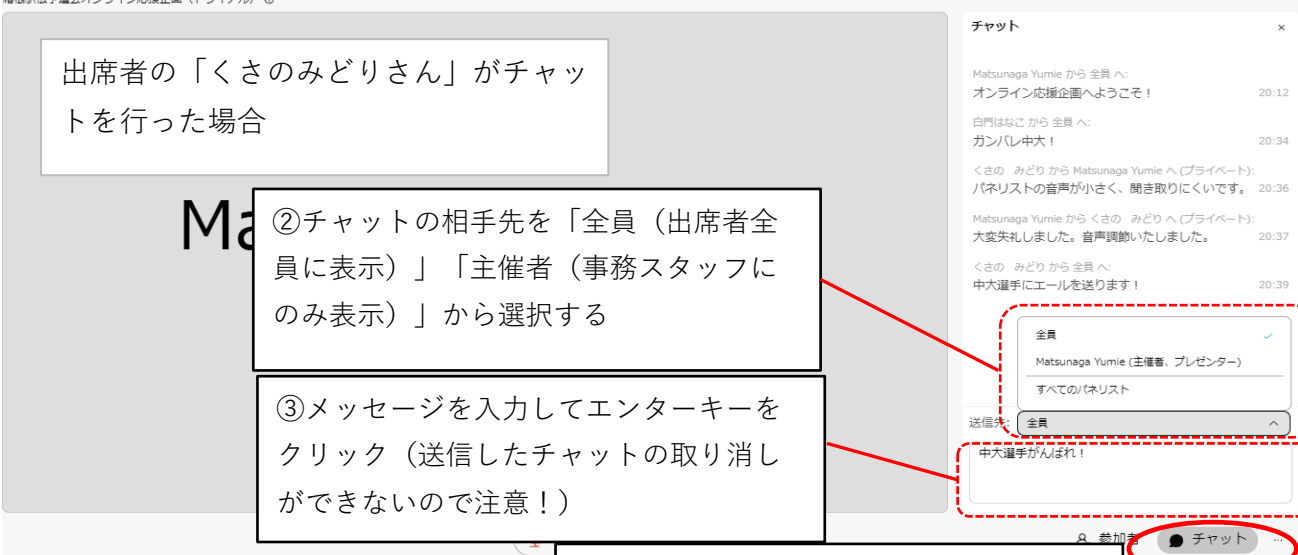 出席者の「くさのみどりさん」がチャッ
トを行った場合
Ma
②チャットの相手先を「全員（出席者全
員に表示）」「主催者（事務スタッフに
のみ表示）」から選択する
③メッセージを入力してエンターキーを
クリック（送信したチャットの取り消し
ができないので注意！）
チャット ×
Matsunaga Yumie から 全員 へ:
オンライン応援企画へようこそ！ 20:12
白門はなこ から 全員 へ:
ガンバレ中大！ 20:34
くさの　みどり から Matsunaga Yumie へ (プライベート):
パネリストの音声が小さく、聞き取りにくいです。 20:36
Matsunaga Yumie から くさの　みどり へ (プライベート):
大変失礼しました。音声調節いたしました。 20:37
くさの　みどり から 全員 へ:
中大選手にエールを送ります！ 20:39
全員
Matsunaga Yumie (主催者、プレゼンター)
すべてのパネリスト
送信先: 全員
中大選手がんばれ！
参加者 チャット ...